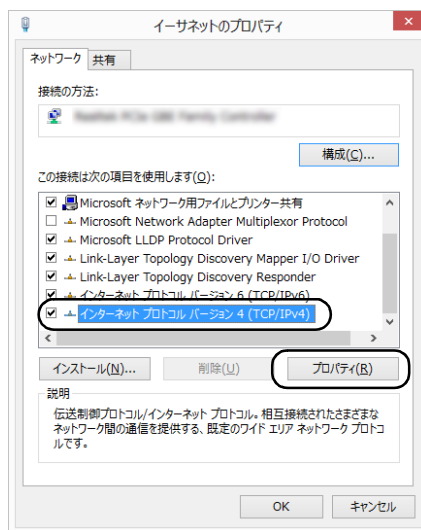 イーサネットのプロパティ
ネットワーク 共有
接続の方法:
構成(C)...
この接続は次の項目を使用します(O):
Microsoft ネットワーク用ファイルとプリンター共有
Microsoft Network Adapter Multiplexor Protocol
Microsoft LLDP Protocol Driver
Link-Layer Topology Discovery Mapper I/O Driver
Link-Layer Topology Discovery Responder
インターネット プロトコル バージョン 6 (TCP/IPv6)
インターネット プロトコル バージョン 4 (TCP/IPv4)
インストール(N)... 削除(U) プロパティ(R)
説明
伝送制御プロトコル/インターネット プロトコル。相互接続されたさまざまな
ネットワーク間の通信を提供する、既定のワイド エリア ネットワーク プロトコ
ルです。
OK キャンセル